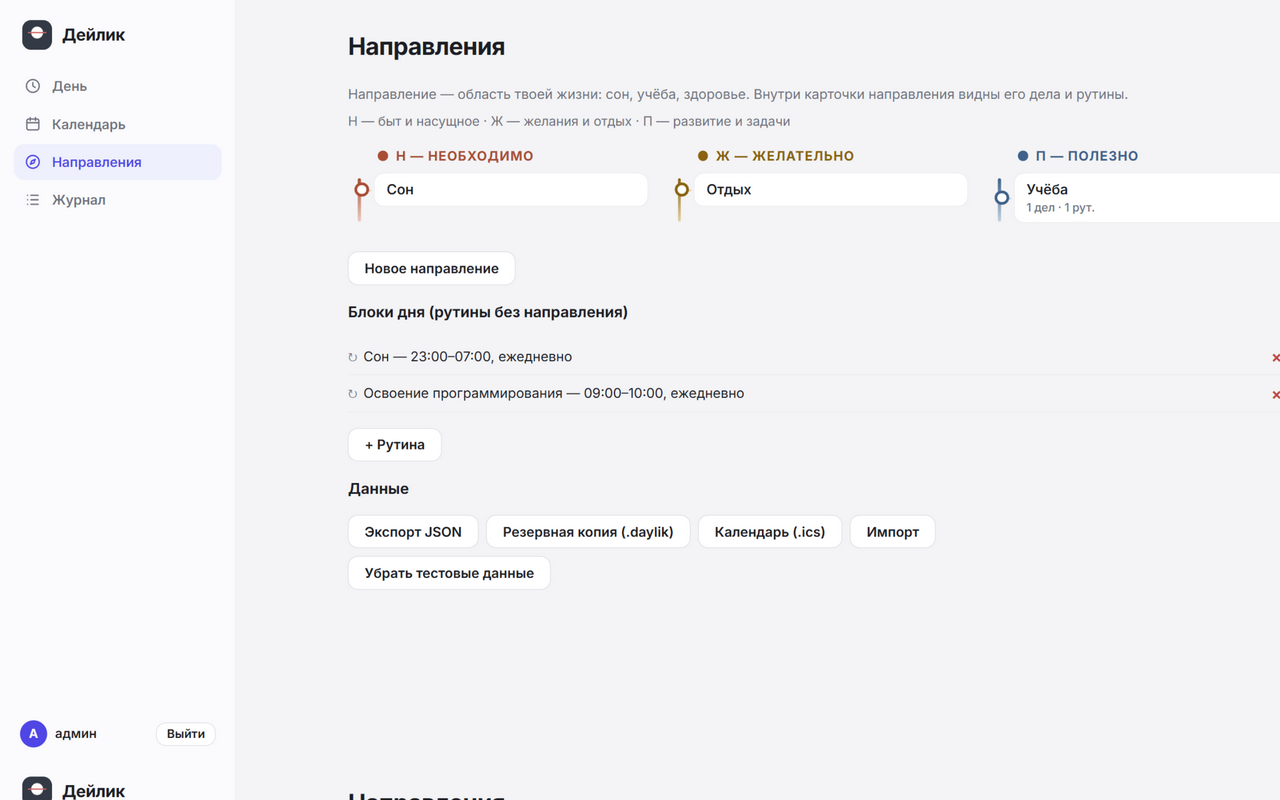 Дейлик
День
Календарь
Направления
Журнал
А админ
Выйти
Дейлик
Направления
Направление — область твоей жизни: сон, учёба, здоровье. Внутри карточки направления видны его дела и рутины.
Н — быт и насущное · Ж — желания и отдых · П — развитие и задачи
Н — НЕОБХОДИМО
Сон
Ж — ЖЕЛАТЕЛЬНО
Отдых
П — ПОЛЕЗНО
Учёба
1 дел · 1 рут.
Новое направление
Блоки дня (рутины без направления)
↻ Сон — 23:00–07:00, ежедневно ×
↻ Освоение программирования — 09:00–10:00, ежедневно ×
+ Рутина
Данные
Экспорт JSON
Резервная копия (.daylik)
Календарь (.ics)
Импорт
Убрать тестовые данные
Направления